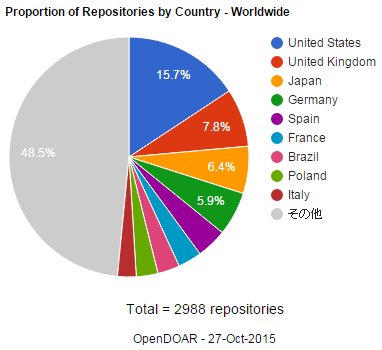 Proportion of Repositories by Country - Worldwide
15.7%
7.8%
6.4%
5.9%
48.5%
United States
United Kingdom
Japan
Germany
Spain
France
Brazil
Poland
Italy
その他
Total = 2988 repositories
OpenDOAR - 27-Oct-2015